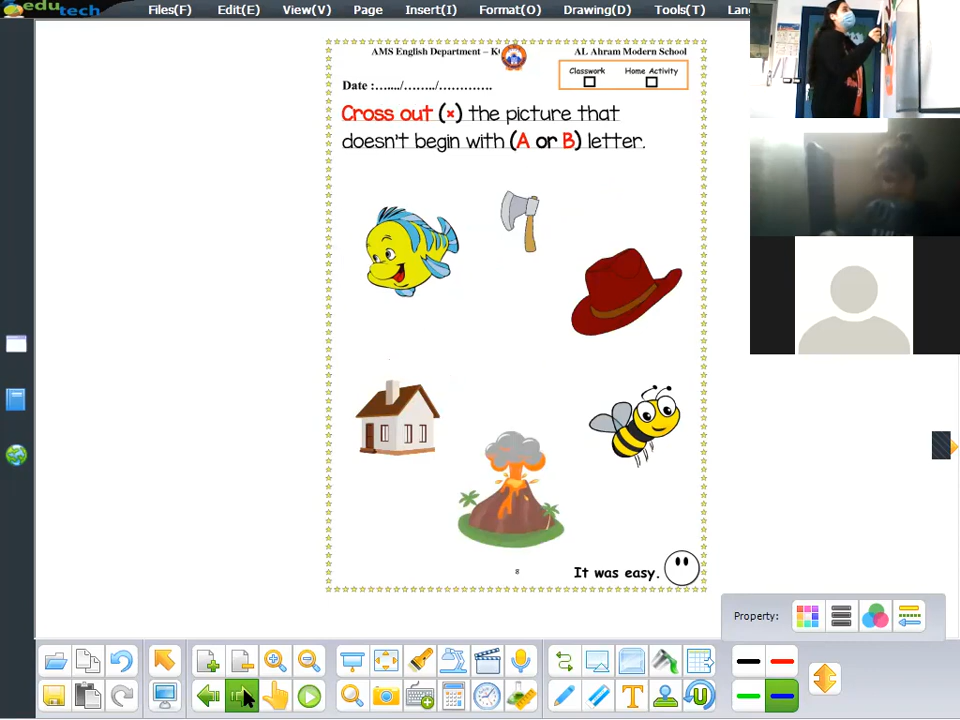 edu
tech
Files(F) Edit(E) View(V) Page Insert(I) Format(O) Drawing(D) Tools(T)
AMS English Department – AL Ahram Modern School
Classwork Home Activity
Date :……/……../………….
Cross out (×) the picture that
doesn't begin with (A or B) letter.
8
It was easy.
Property: